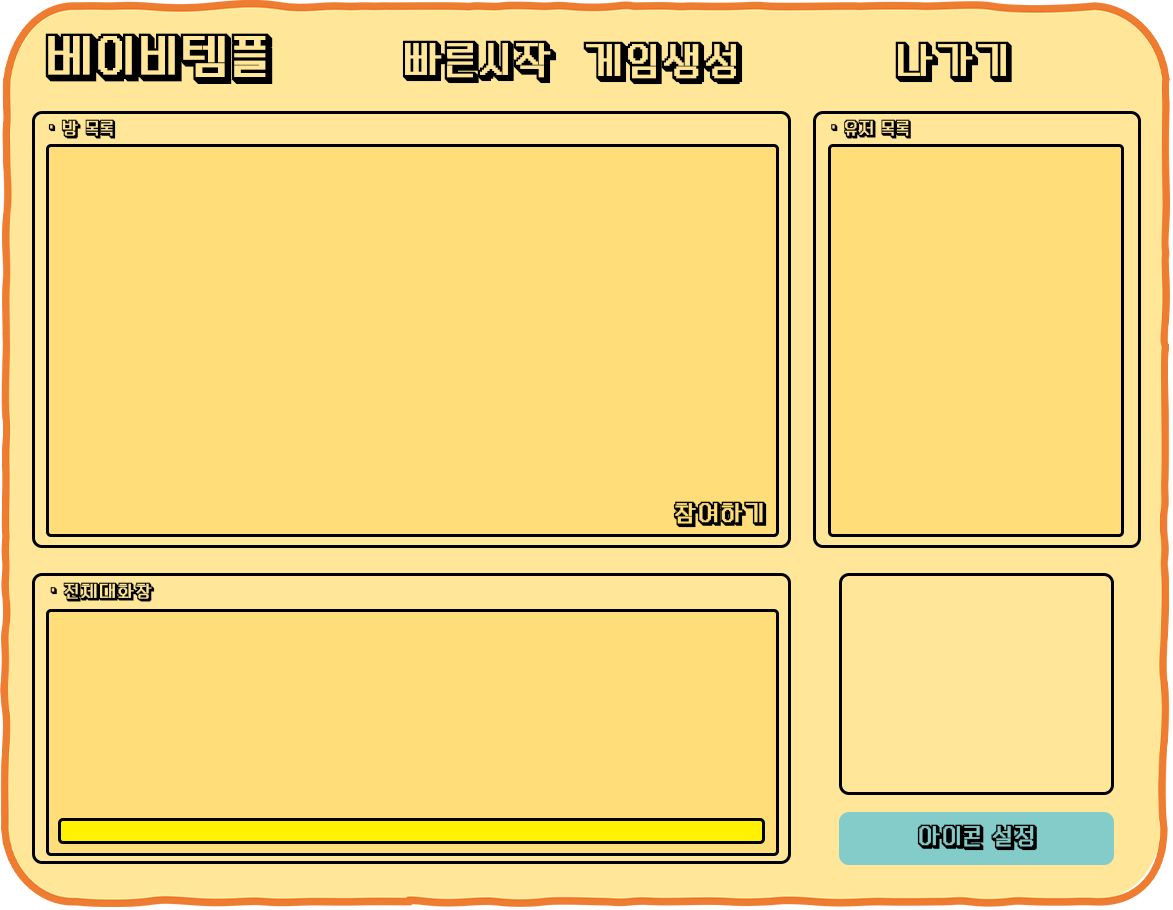 베이비템플 빠른시작 게임생성 나가기
· 방 목록
· 유저 목록
참여하기
· 전체대화창
아이콘 설정